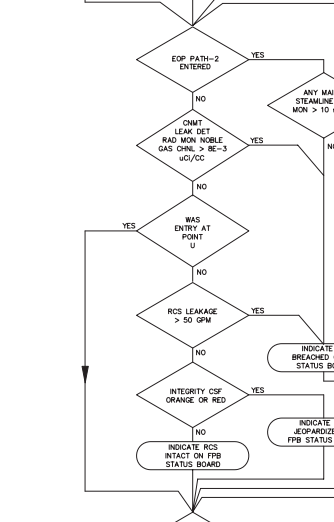 EOP PATH-2
ENTERED
YES
NO
ANY MAI
STEAMLINE
MON > 10
CNMT
LEAK DET
RAD MON NOBLE
GAS CHNL > 8E-3
uCi/CC
YES
NO
NO
WAS
ENTRY AT
POINT
U
YES
NO
RCS LEAKAGE
> 50 GPM
YES
NO
INDICATE
BREACHED
STATUS BO
INTEGRITY CSF
ORANGE OR RED
YES
NO
INDICATE RCS
INTACT ON FPB
STATUS BOARD
INDICATE
JEOPARDIZE
FPB STATUS